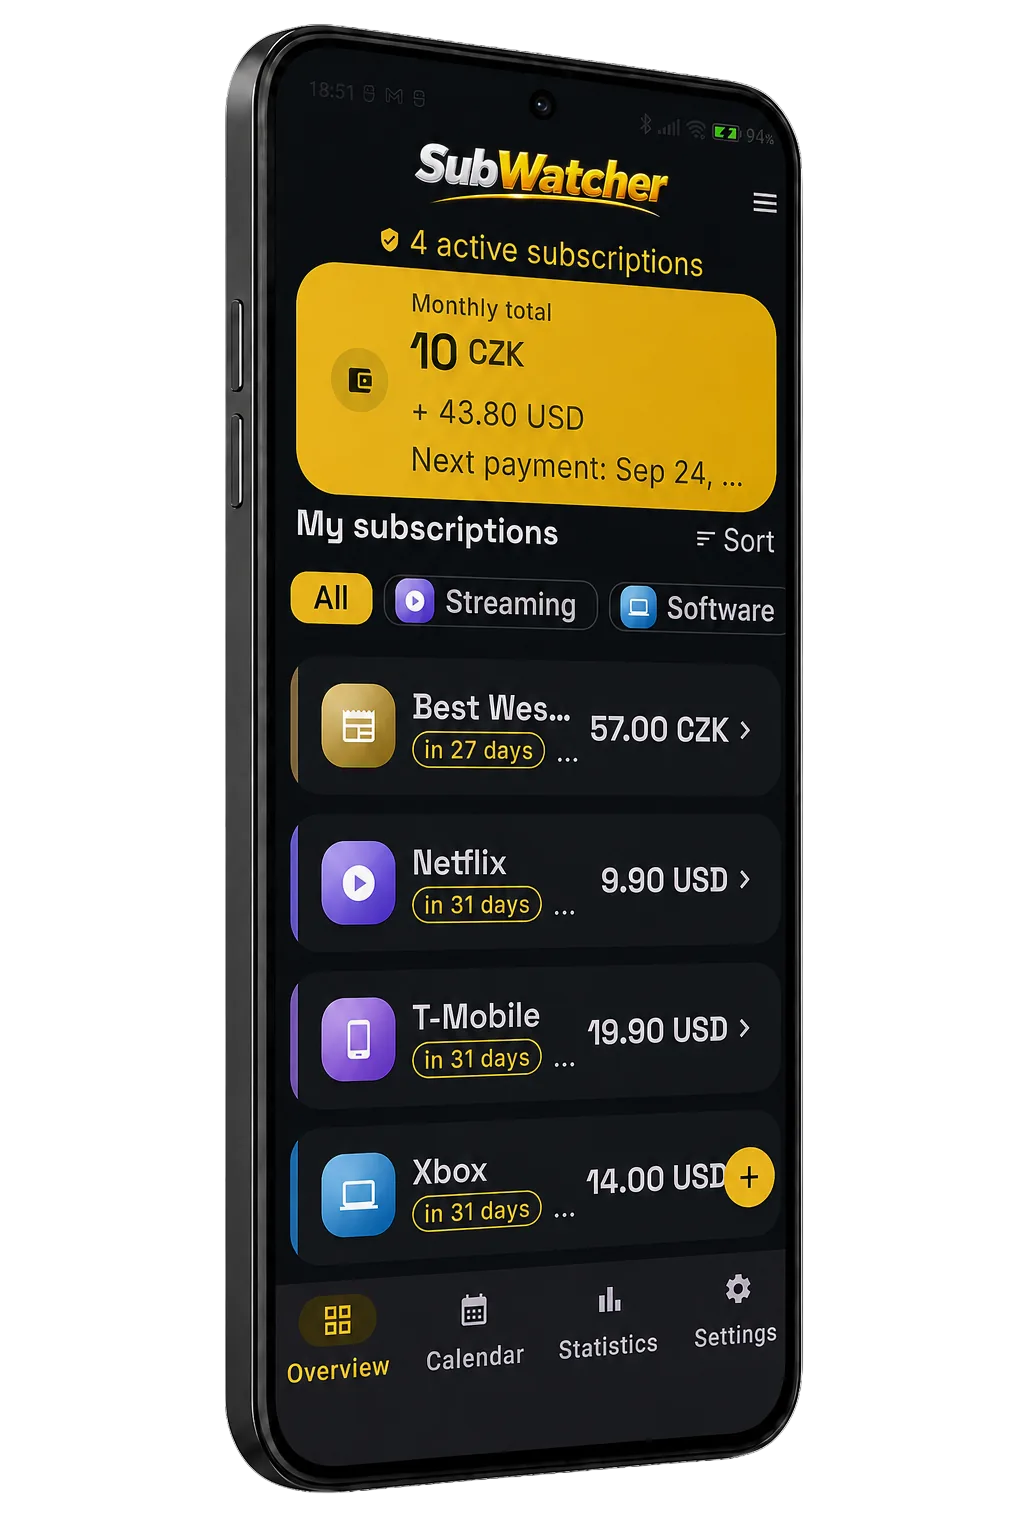 18:51
94%
SubWatcher
4 active subscriptions
Monthly total
10 CZK
+ 43.80 USD
Next payment: Sep 24, ...
My subscriptions
Sort
All
Streaming
Software
Best Wes...
57.00 CZK
in 27 days
...
Netflix
9.90 USD
in 31 days
...
T-Mobile
19.90 USD
in 31 days
...
Xbox
14.00 USD
+
in 31 days
...
Overview
Calendar
Statistics
Settings